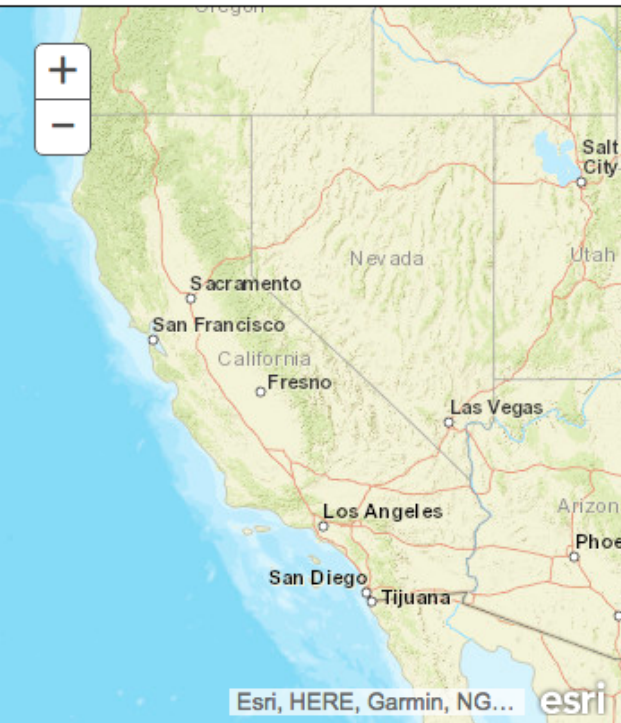 Oregon
+
−
Salt
City
Nevada
Utah
Sacramento
San Francisco
California
Fresno
Las Vegas
Arizon
Los Angeles
Phoe
San Diego
Tijuana
Esri, HERE, Garmin, NG... esri